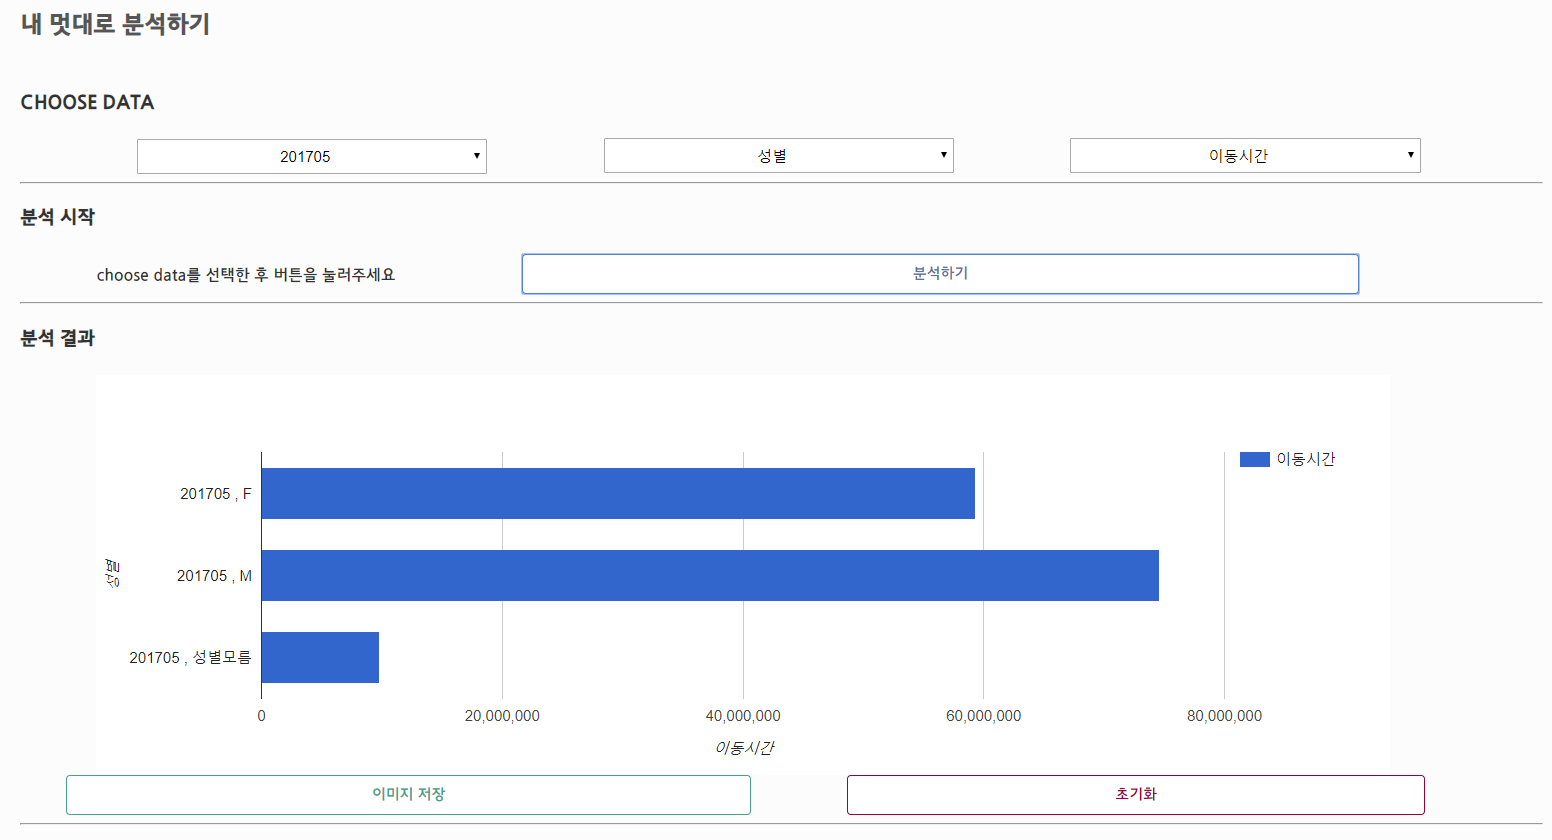 내 멋대로 분석하기
CHOOSE DATA
201705
성별
이동시간
분석 시작
choose data를 선택한 후 버튼을 눌러주세요
분석하기
분석 결과
이동시간
201705 , F
201705 , M
201705 , 성별모름
성별
0
20,000,000
40,000,000
60,000,000
80,000,000
이동시간
이미지 저장
초기화